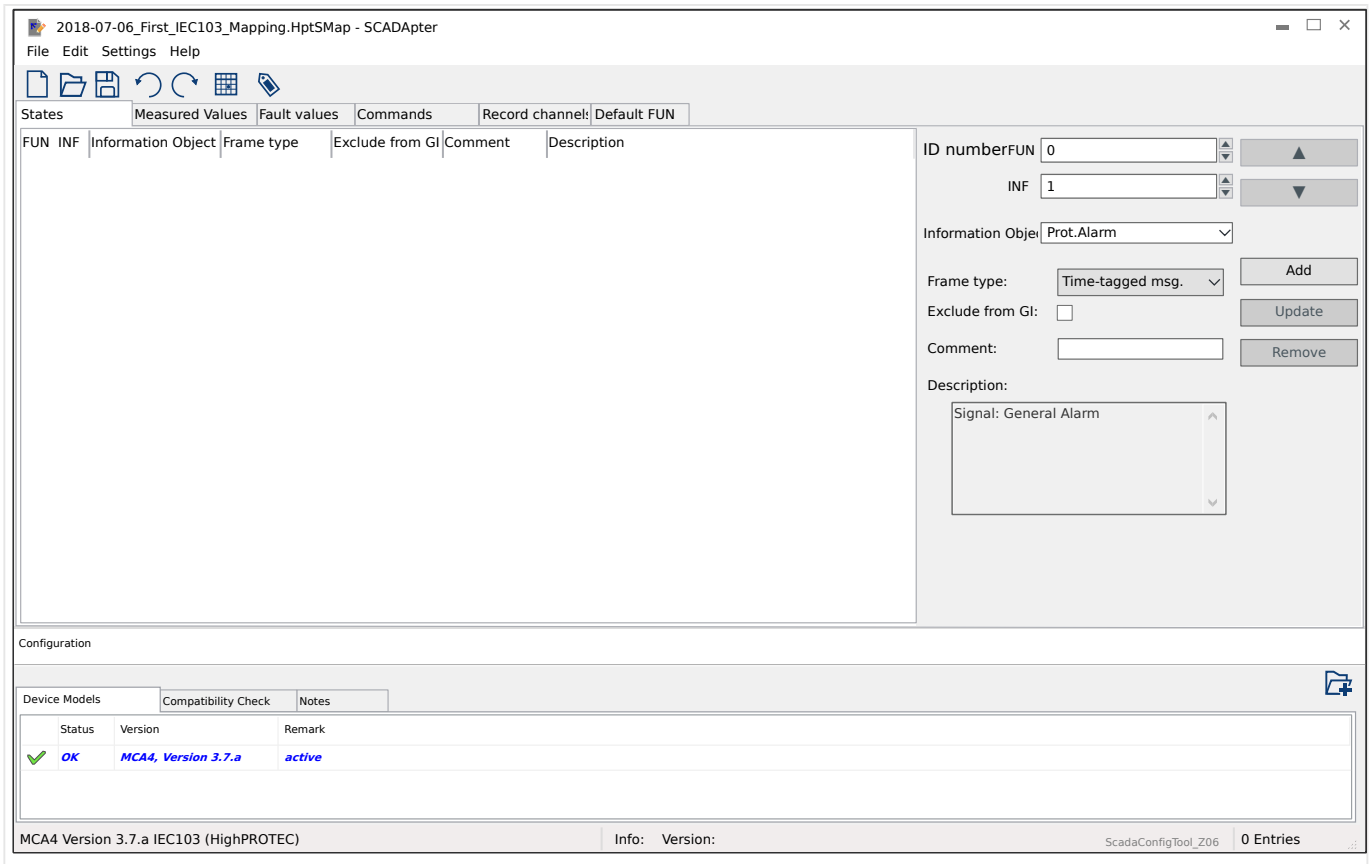 2018-07-06_First_IEC103_Mapping.HptSMap - SCADApter
File Edit Settings Help
States Measured Values Fault values Commands Record channels Default FUN
FUN INF Information Object Frame type Exclude from GI Comment Description
ID number FUN 0
INF 1
Information Obje Prot.Alarm
Frame type: Time-tagged msg.
Add
Exclude from GI:
Update
Comment:
Remove
Description:
Signal: General Alarm
Configuration
Device Models Compatibility Check Notes
Status Version Remark
OK MCA4, Version 3.7.a active
MCA4 Version 3.7.a IEC103 (HighPROTEC) Info: Version: ScadaConfigTool_Z06 0 Entries